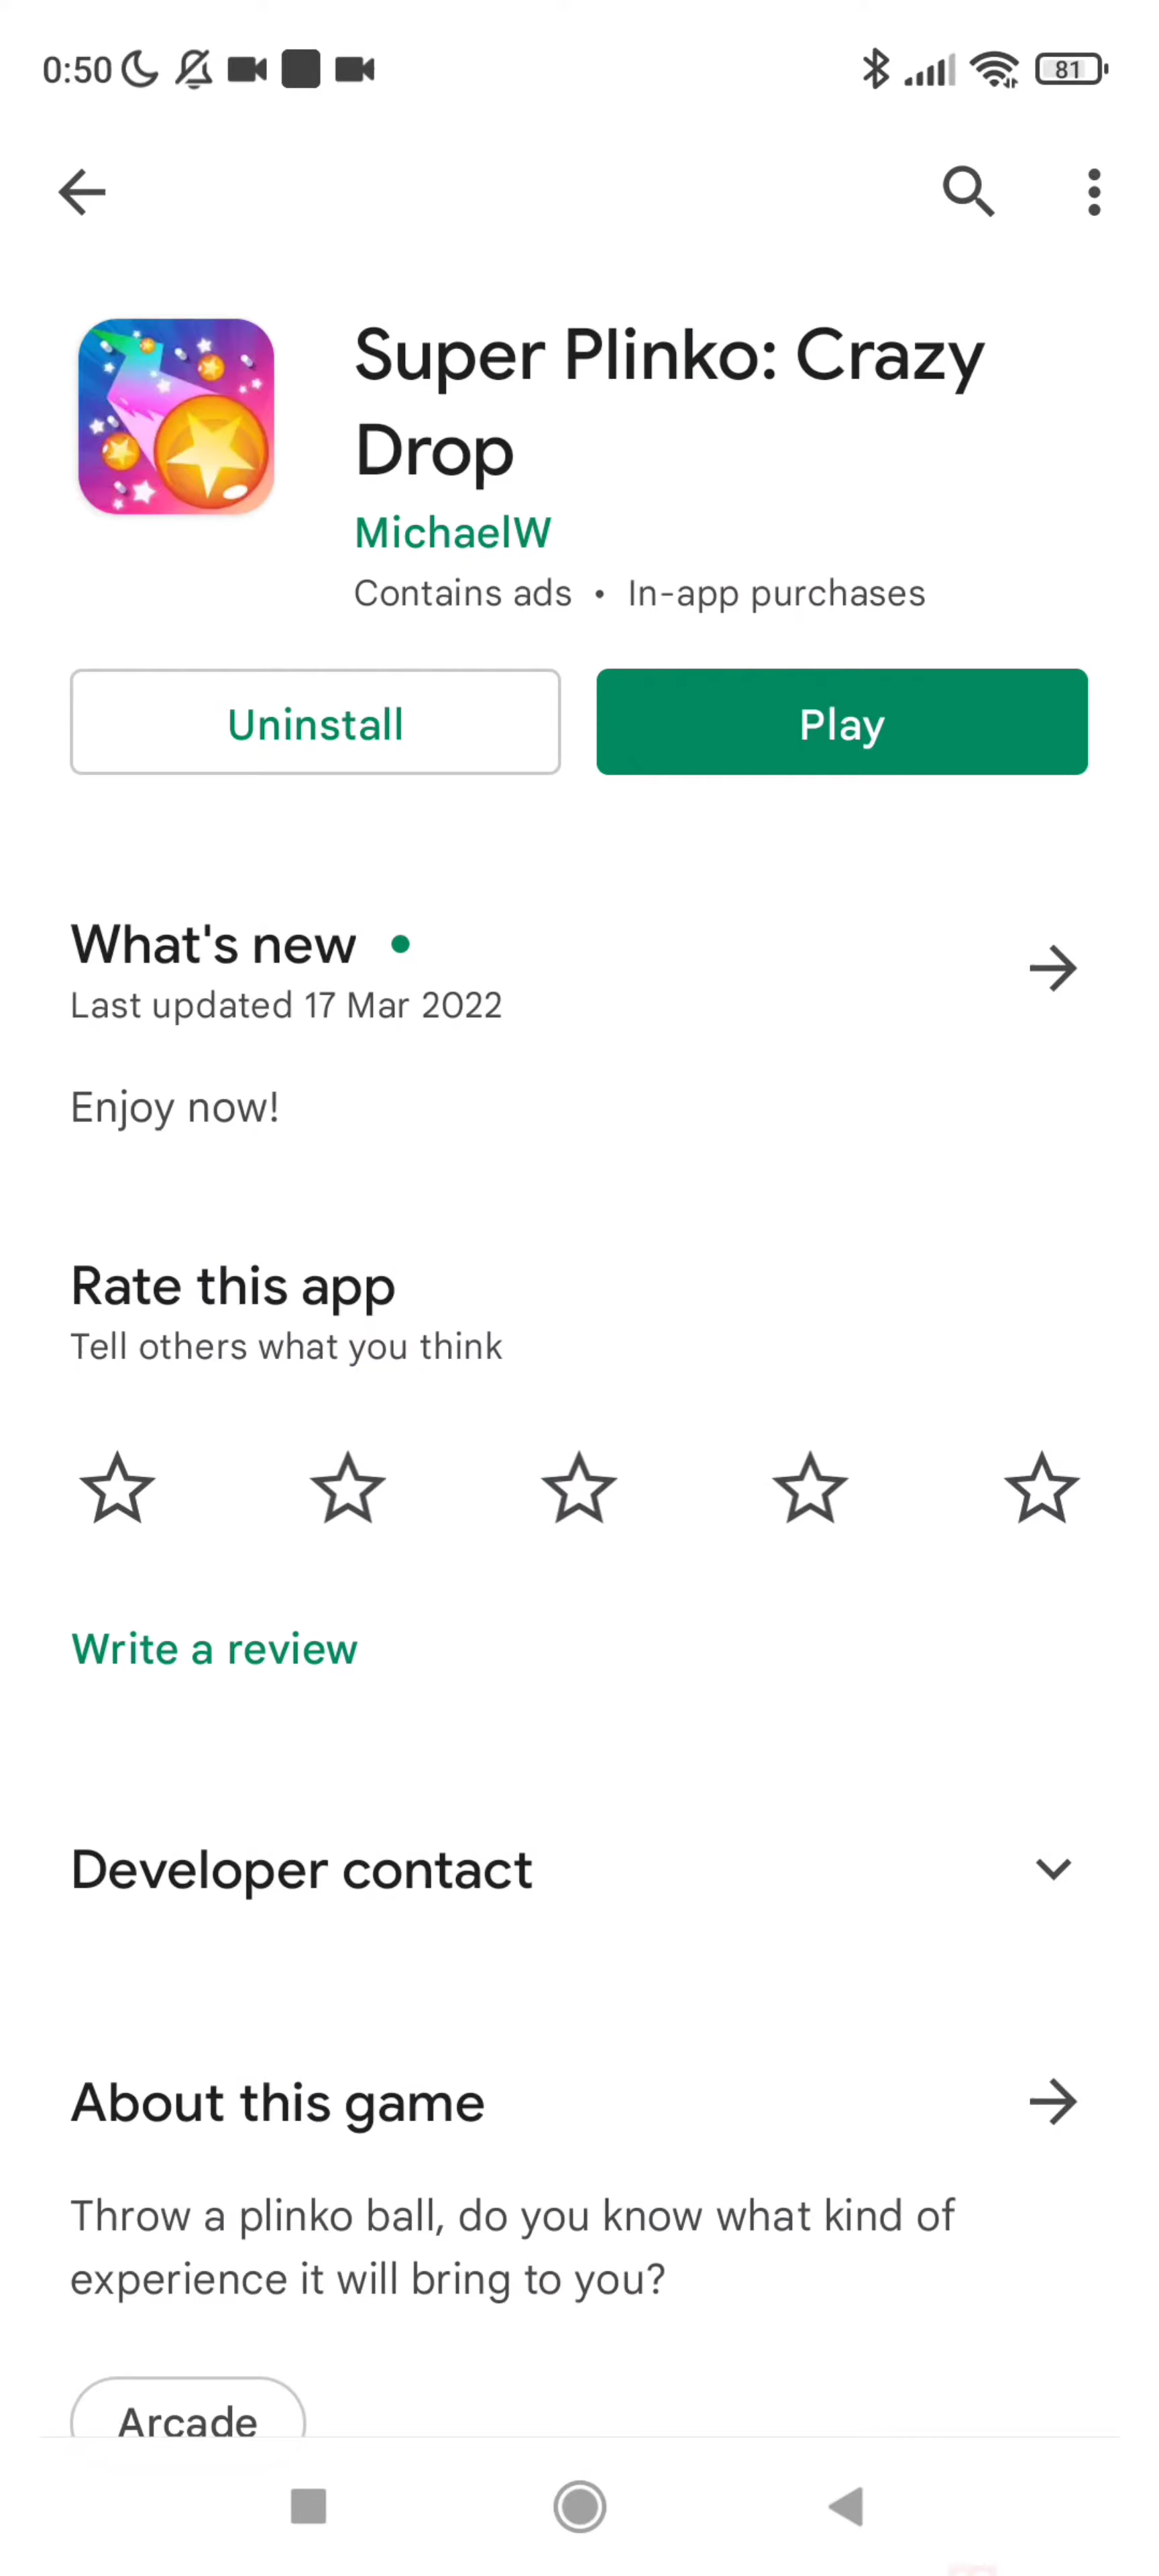 0:50
81
Super Plinko: Crazy
Drop
MichaelW
Contains ads • In-app purchases
Uninstall
Play
What's new
Last updated 17 Mar 2022
Enjoy now!
Rate this app
Tell others what you think
Write a review
Developer contact
About this game
Throw a plinko ball, do you know what kind of
experience it will bring to you?
Arcade